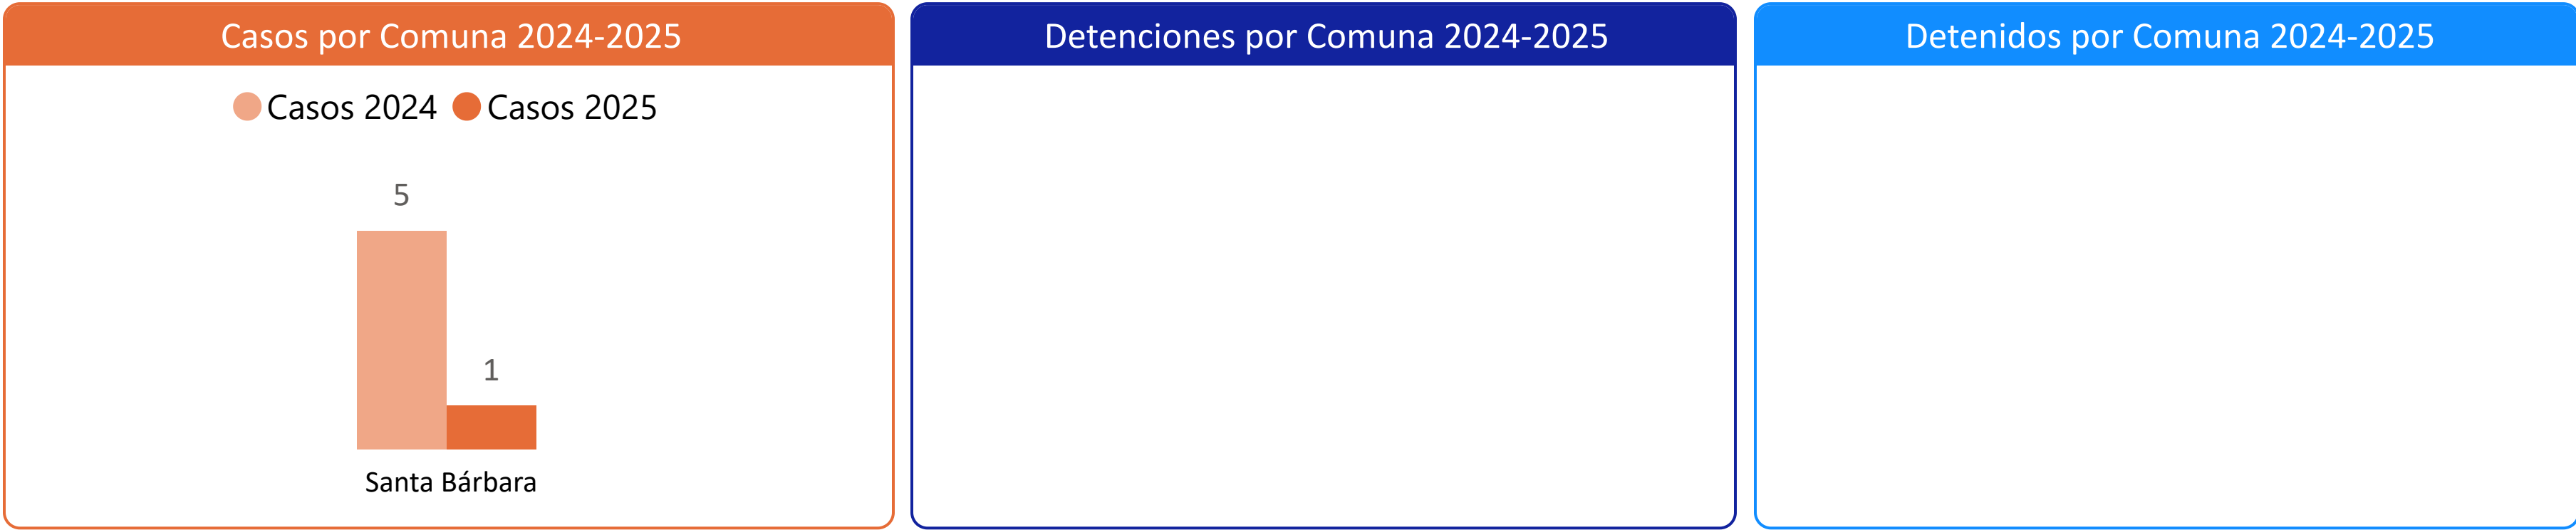 Casos por Comuna 2024-2025
Casos 2024 Casos 2025
5
1
Santa Bárbara
Detenciones por Comuna 2024-2025
Detenidos por Comuna 2024-2025